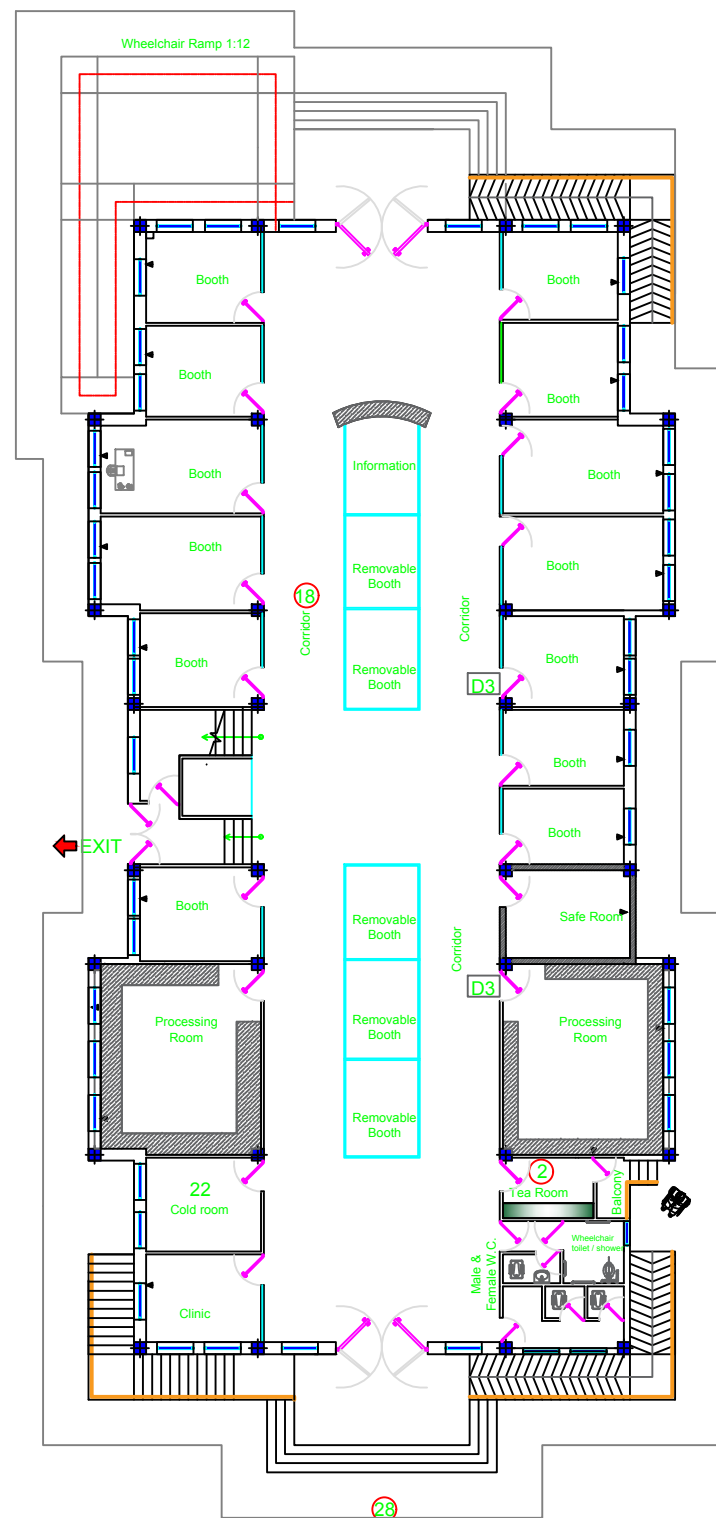 Wheelchair Ramp 1:12
Booth
Booth
Booth
Booth
Booth
Information
Booth
Booth
Booth
Booth
Removable
Booth
18
Corridor
Corridor
Booth
Booth
Removable
Booth
D3
Booth
EXIT
Booth
Booth
Removable
Booth
Safe Room
Corridor
D3
Processing
Room
Removable
Booth
Processing
Room
Removable
Booth
22
Cold room
2
Tea Room
Balcony
Male &
Female W.C.
Wheelchair
toilet / shower
Clinic
28